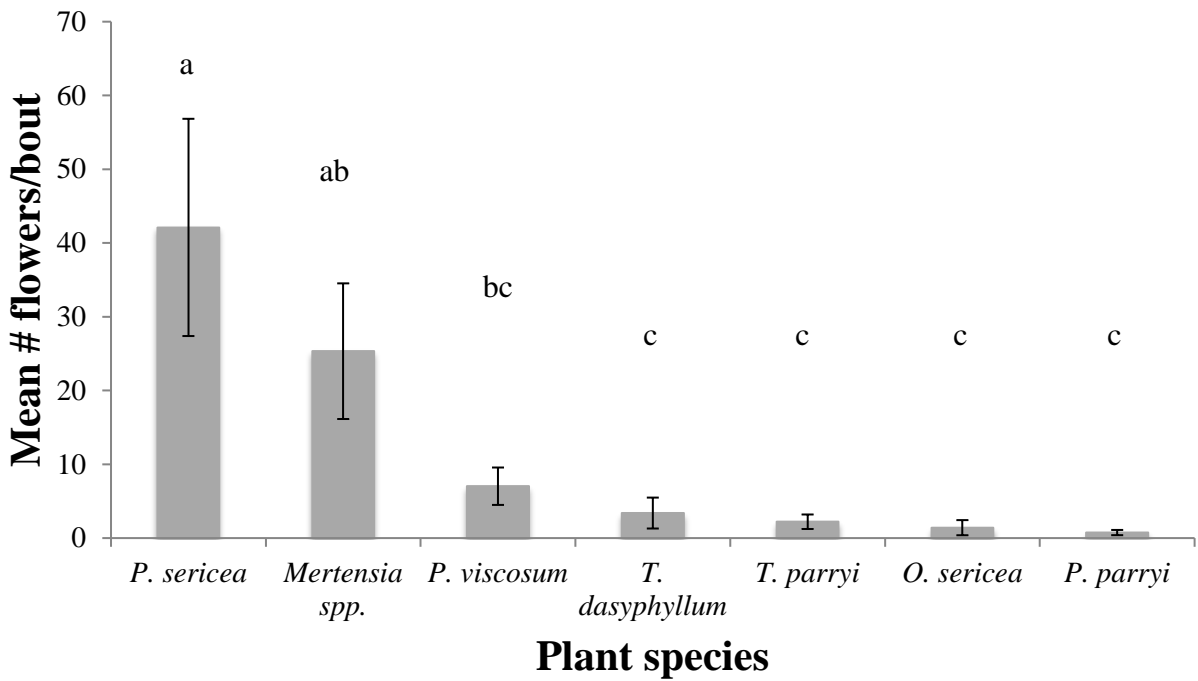 70
60
50
40
30
20
10
0
Mean # flowers/bout
a
ab
bc
c
c
c
c
P. sericea
Mertensia
spp.
P. viscosum
T.
dasyphyllum
T. parryi
O. sericea
P. parryi
Plant species